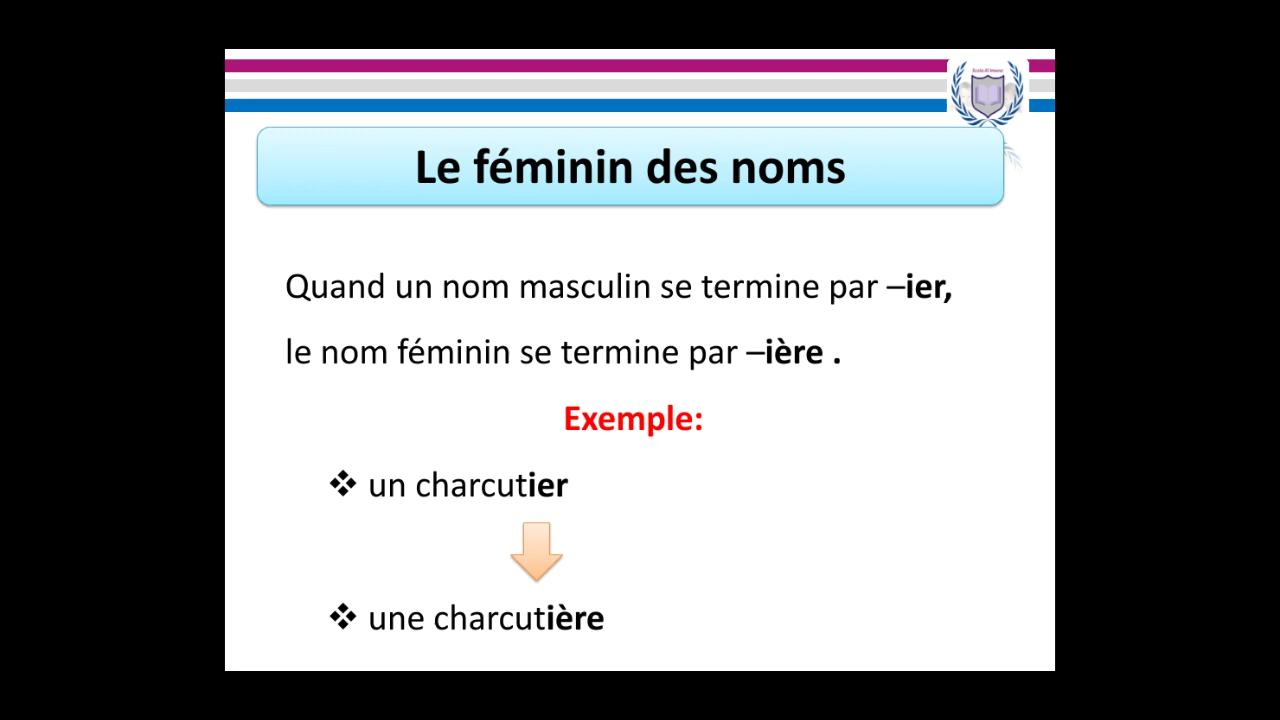 Le féminin des noms
Quand un nom masculin se termine par –ier,
le nom féminin se termine par –ière .
Exemple:
❖ un charcutier
❖ une charcutière